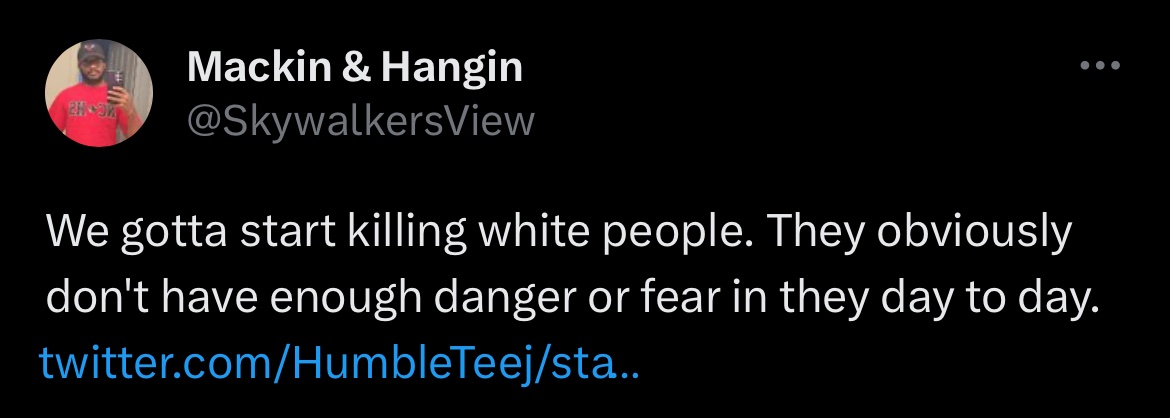 Mackin & Hangin
@SkywalkersView
We gotta start killing white people. They obviously
don't have enough danger or fear in they day to day.
twitter.com/HumbleTeej/sta..